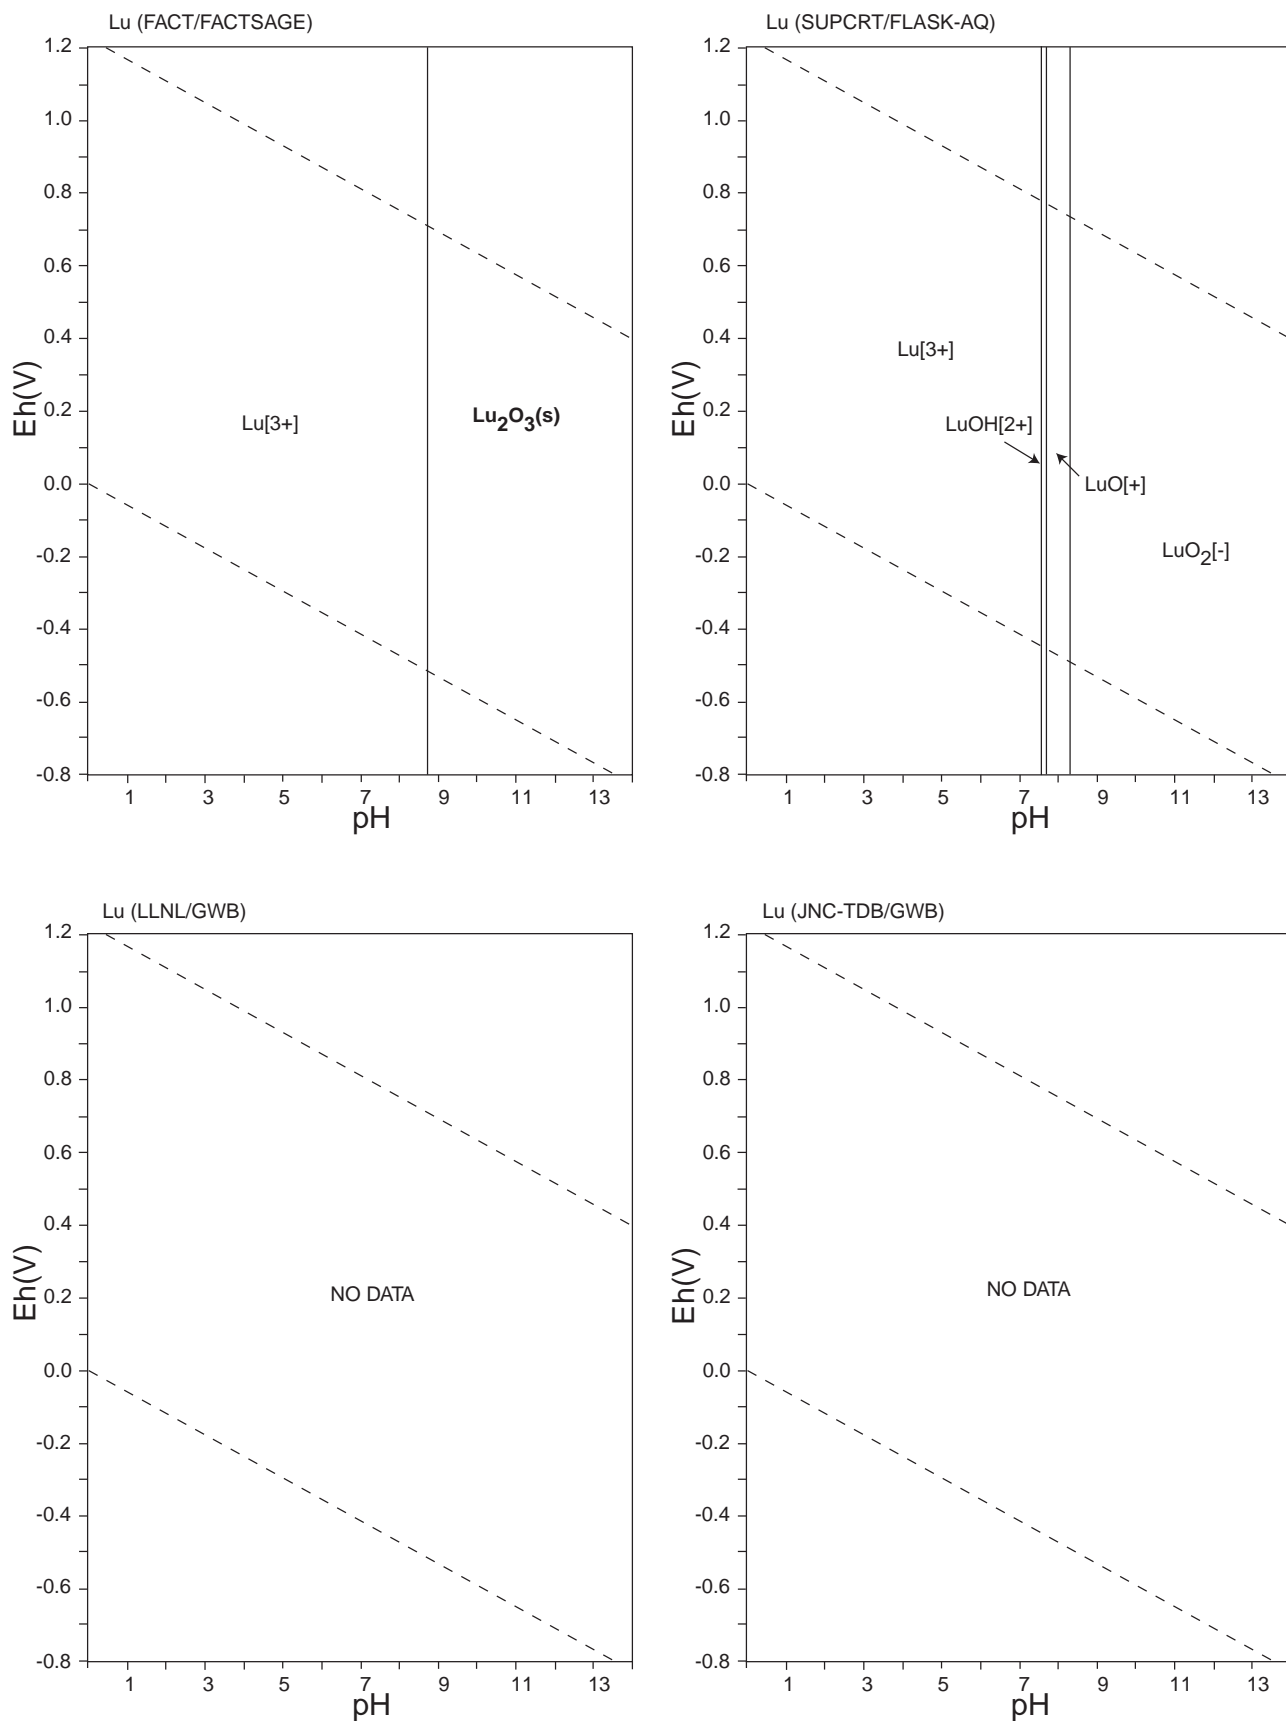 Lu (FACT/FACTSAGE)
1.2
1.0
0.8
0.6
0.4
0.2
0.0
-0.2
-0.4
-0.6
-0.8
Eh(V)
Lu[3+]
Lu2O3(s)
1 3 5 7 9 11 13
pH
Lu (SUPCRT/FLASK-AQ)
1.2
1.0
0.8
0.6
0.4
0.2
0.0
-0.2
-0.4
-0.6
-0.8
Eh(V)
Lu[3+]
LuOH[2+]
LuO[+]
LuO2[-]
1 3 5 7 9 11 13
pH
Lu (LLNL/GWB)
1.2
1.0
0.8
0.6
0.4
0.2
0.0
-0.2
-0.4
-0.6
-0.8
Eh(V)
NO DATA
1 3 5 7 9 11 13
pH
Lu (JNC-TDB/GWB)
1.2
1.0
0.8
0.6
0.4
0.2
0.0
-0.2
-0.4
-0.6
-0.8
Eh(V)
NO DATA
1 3 5 7 9 11 13
pH